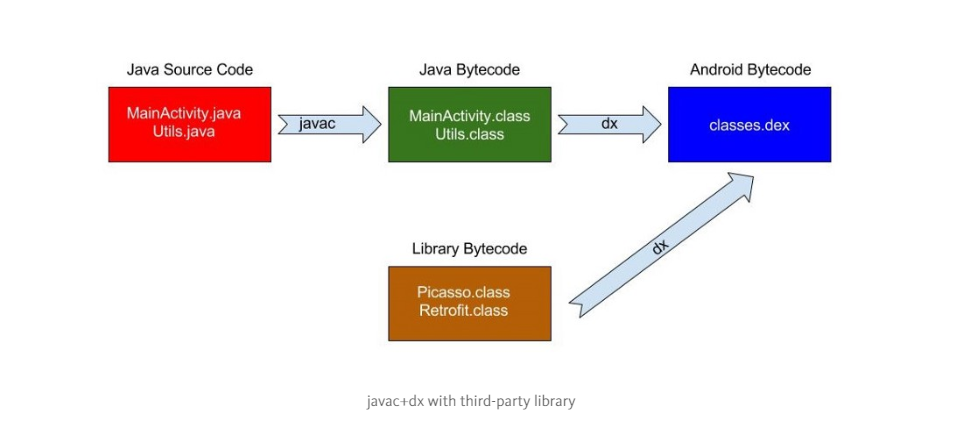 Java Source Code
Java Bytecode
Android Bytecode
MainActivity.java
Utils.java
javac
MainActivity.class
Utils.class
dx
classes.dex
Library Bytecode
Picasso.class
Retrofit.class
dx
javac+dx with third-party library